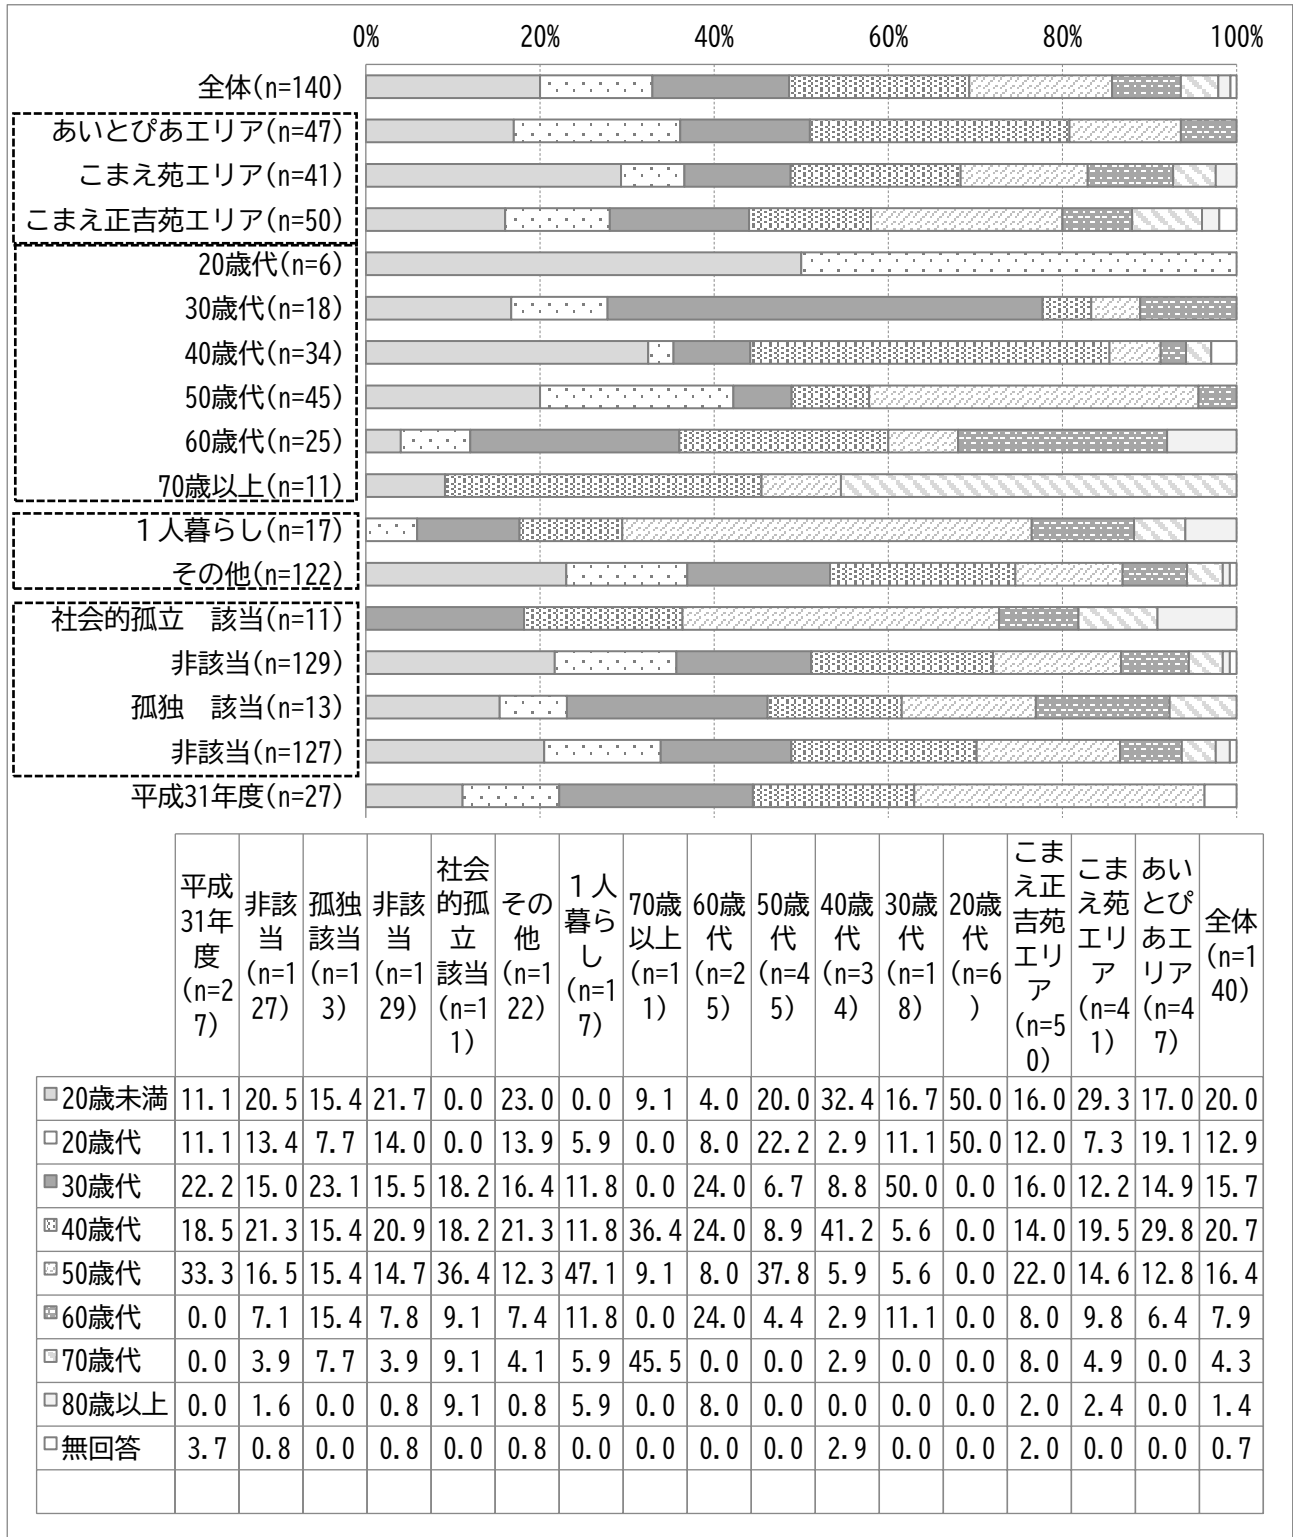 0% 20% 40% 60% 80% 100%
全体(n=140)
あいとぴあエリア(n=47)
こまえ苑エリア(n=41)
こまえ正吉苑エリア(n=50)
20歳代(n=6)
30歳代(n=18)
40歳代(n=34)
50歳代(n=45)
60歳代(n=25)
70歳以上(n=11)
１人暮らし(n=17)
その他(n=122)
社会的孤立　該当(n=11)
非該当(n=129)
孤独　該当(n=13)
非該当(n=127)
平成31年度(n=27)
平成31年度(n=27) 非該当(n=127) 孤独 該当(n=13) 非該当(n=129) 社会的孤立 該当(n=11) その他(n=122) １人暮らし(n=17) 70歳以上(n=11) 60歳代(n=25) 50歳代(n=45) 40歳代(n=34) 30歳代(n=18) 20歳代(n=6) こまえ正吉苑エリア(n=50) こまえ苑エリア(n=41) あいとぴあエリア(n=47) 全体(n=140)
20歳未満 11.1 20.5 15.4 21.7 0.0 23.0 0.0 9.1 4.0 20.0 32.4 16.7 50.0 16.0 29.3 17.0 20.0
20歳代 11.1 13.4 7.7 14.0 0.0 13.9 5.9 0.0 8.0 22.2 2.9 11.1 50.0 12.0 7.3 19.1 12.9
30歳代 22.2 15.0 23.1 15.5 18.2 16.4 11.8 0.0 24.0 6.7 8.8 50.0 0.0 16.0 12.2 14.9 15.7
40歳代 18.5 21.3 15.4 20.9 18.2 21.3 11.8 36.4 24.0 8.9 41.2 5.6 0.0 14.0 19.5 29.8 20.7
50歳代 33.3 16.5 15.4 14.7 36.4 12.3 47.1 9.1 8.0 37.8 5.9 5.6 0.0 22.0 14.6 12.8 16.4
60歳代 0.0 7.1 15.4 7.8 9.1 7.4 11.8 0.0 24.0 4.4 2.9 11.1 0.0 8.0 9.8 6.4 7.9
70歳代 0.0 3.9 7.7 3.9 9.1 4.1 5.9 45.5 0.0 0.0 2.9 0.0 0.0 8.0 4.9 0.0 4.3
80歳以上 0.0 1.6 0.0 0.8 9.1 0.8 5.9 0.0 8.0 0.0 0.0 0.0 0.0 2.0 2.4 0.0 1.4
無回答 3.7 0.8 0.0 0.8 0.0 0.8 0.0 0.0 0.0 0.0 2.9 0.0 0.0 2.0 0.0 0.0 0.7